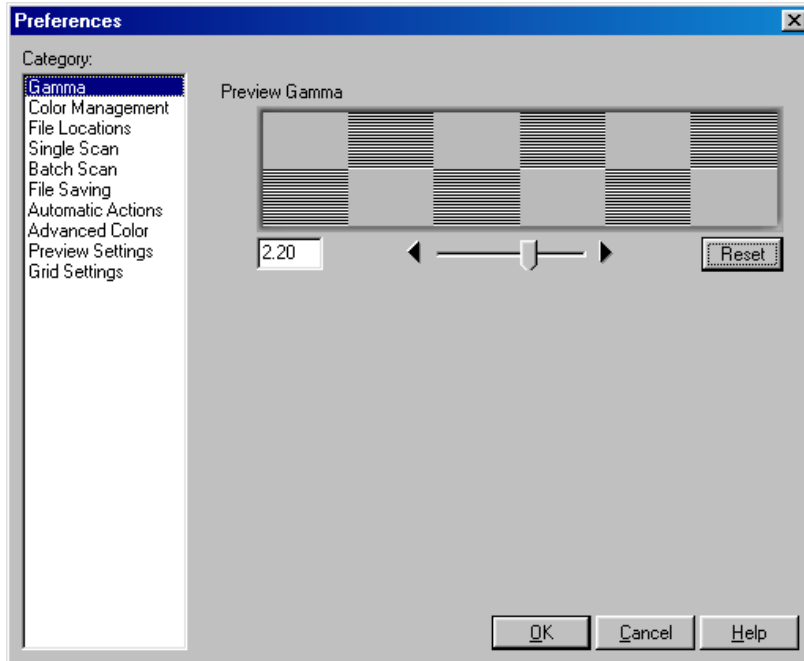 Preferences
Category:
Gamma
Color Management
File Locations
Single Scan
Batch Scan
File Saving
Automatic Actions
Advanced Color
Preview Settings
Grid Settings
Preview Gamma
2.20
Reset
OK
Cancel
Help